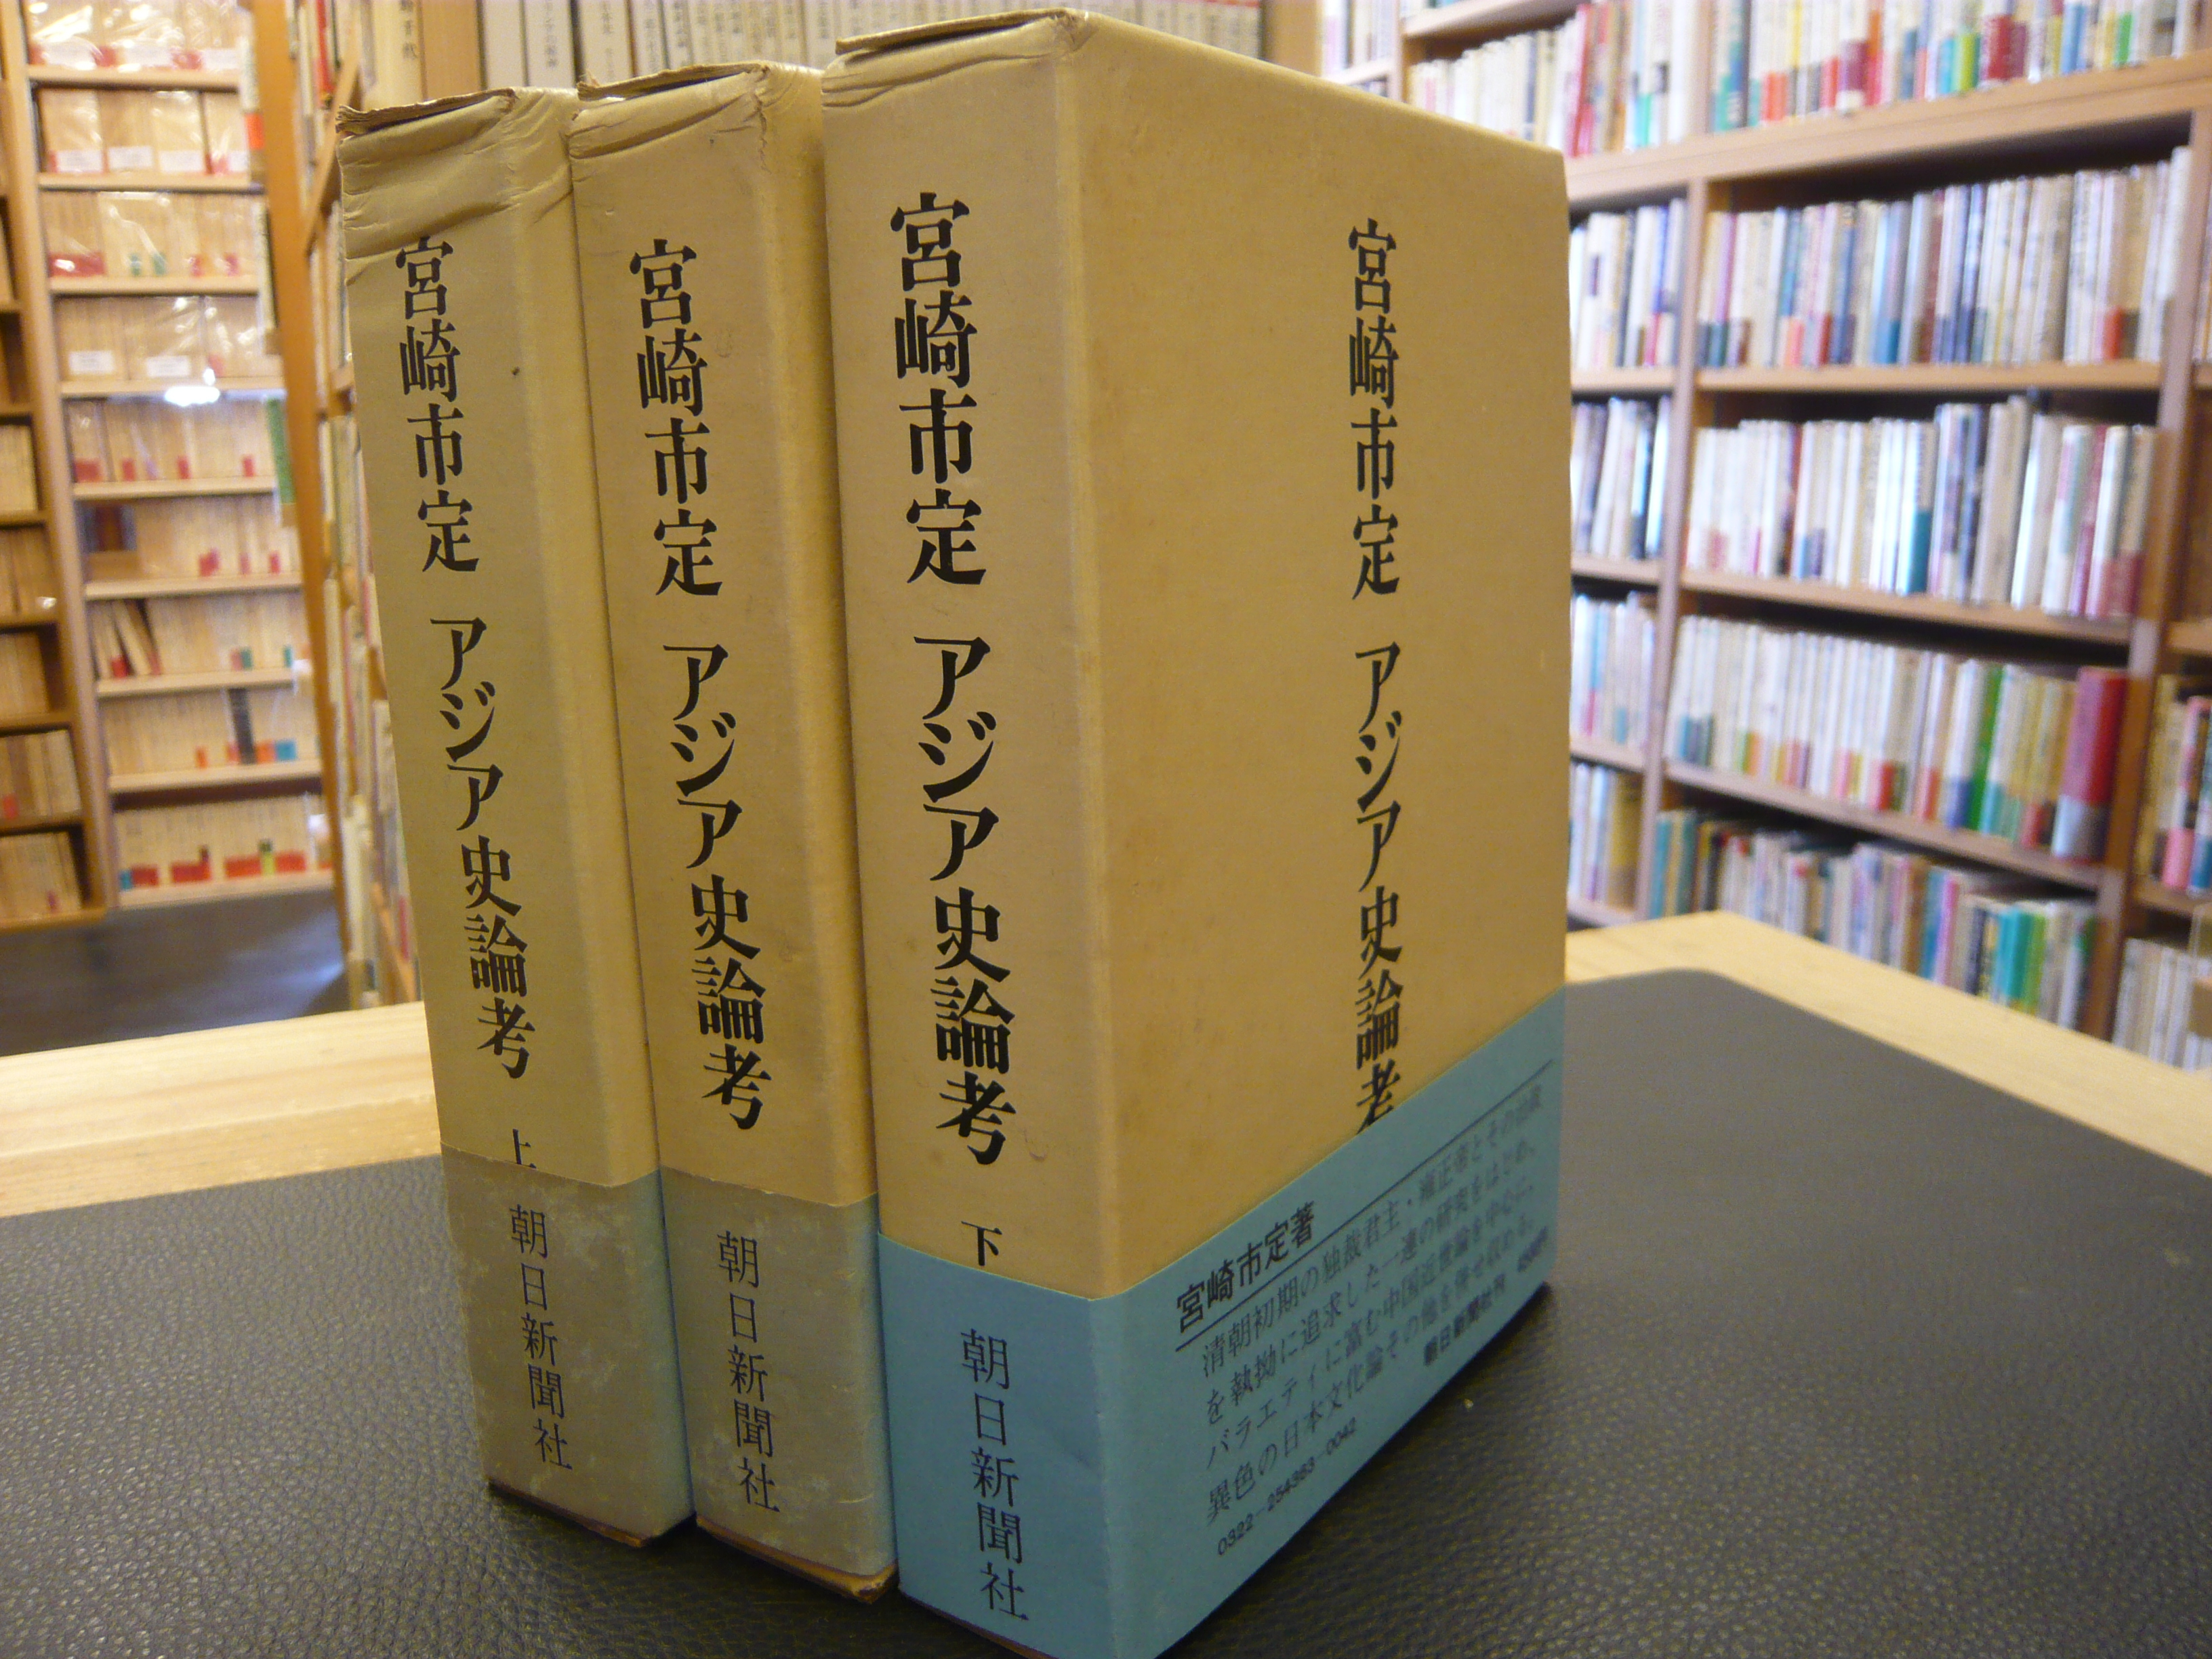 宮崎市定 アジア史論考 上
朝日新聞社
宮崎市定 アジア史論考
朝日新聞社
宮崎市定 アジア史論考 下
朝日新聞社
宮崎市定 アジア史論考
宮崎市定著
清朝初期の独裁君主・雍正帝とその治政
を執拗に追求した一連の研究をはじめ、
バラエティに富む中国近世論を中心に、
異色の日本文化論その他を併せ収める。
朝日新聞社刊
0322-254363-0042